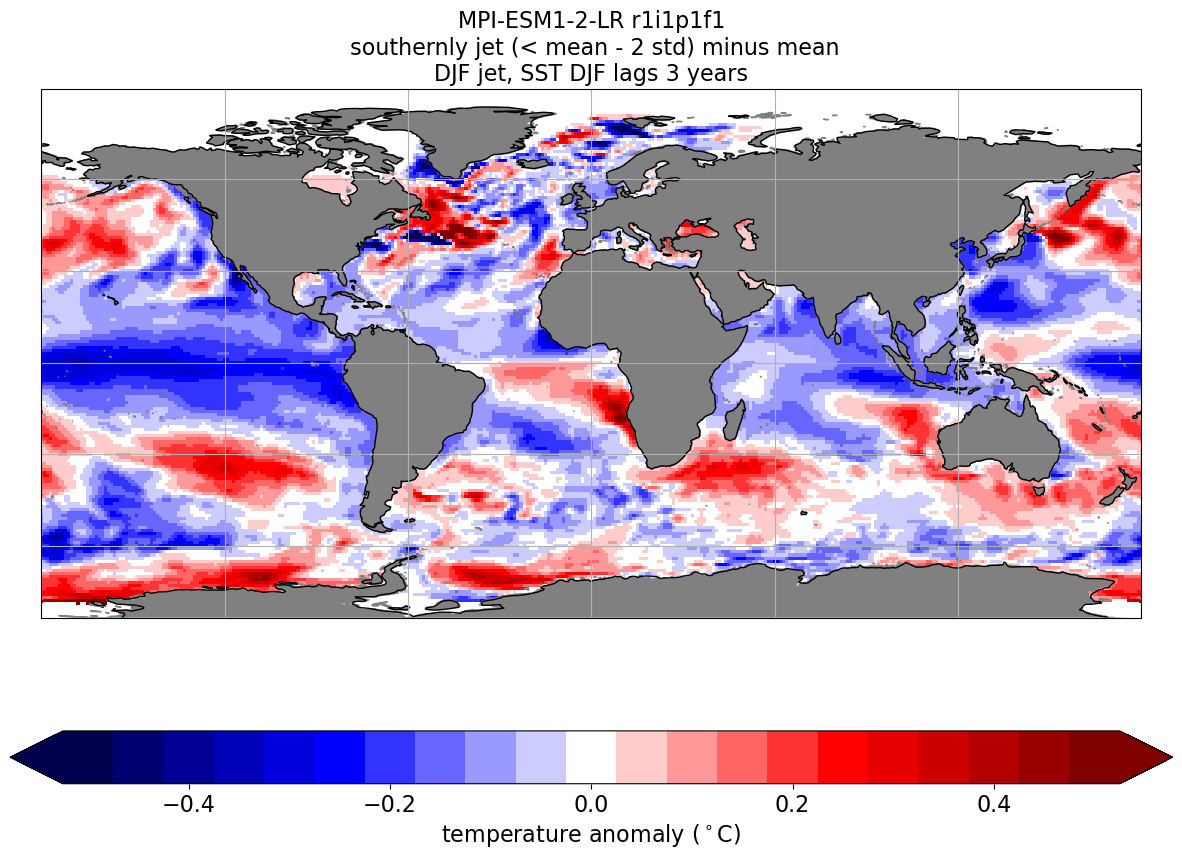 MPI-ESM1-2-LR r1i1p1f1
southernly jet (< mean - 2 std) minus mean
DJF jet, SST DJF lags 3 years
−0.4 −0.2 0.0 0.2 0.4
temperature anomaly (°C)